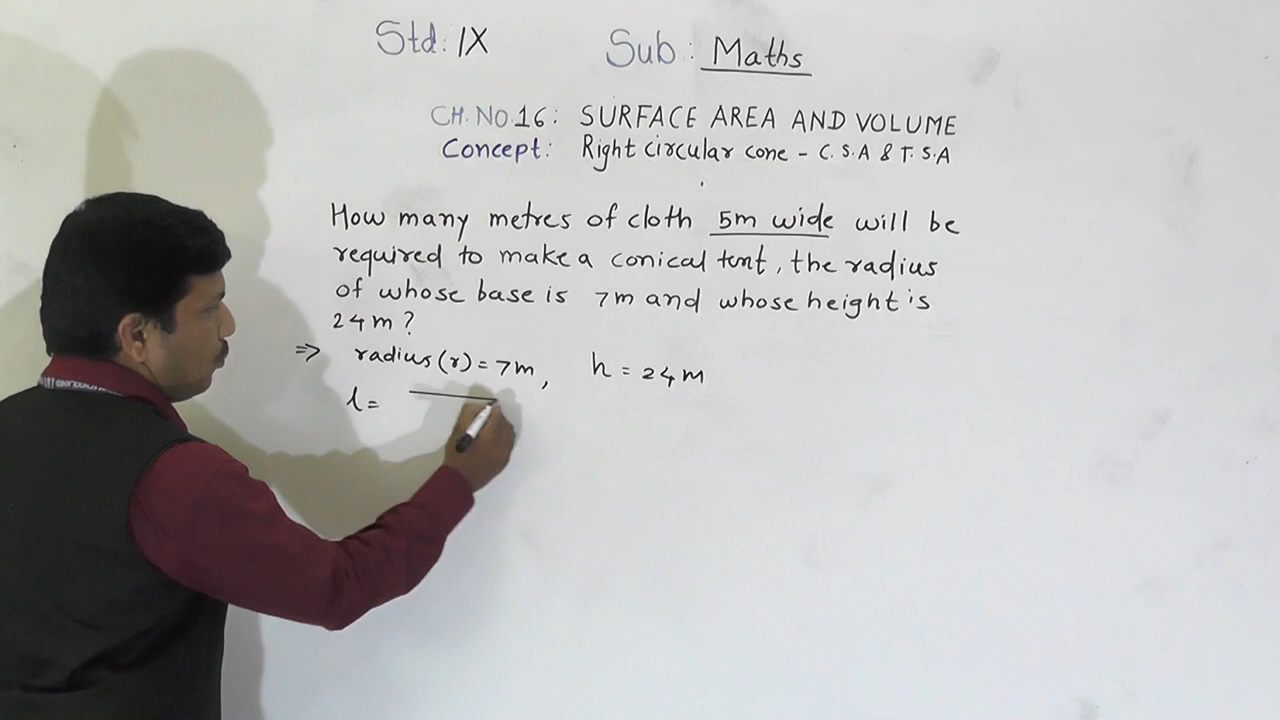 Std: IX Sub: Maths
CH. NO. 16: SURFACE AREA AND VOLUME
Concept: Right circular cone - C. S.A & T. S.A
How many metres of cloth 5m wide will be
required to make a conical tent, the radius
of whose base is 7m and whose height is
24m?
⇒ radius (r) = 7m, h = 24m
l =